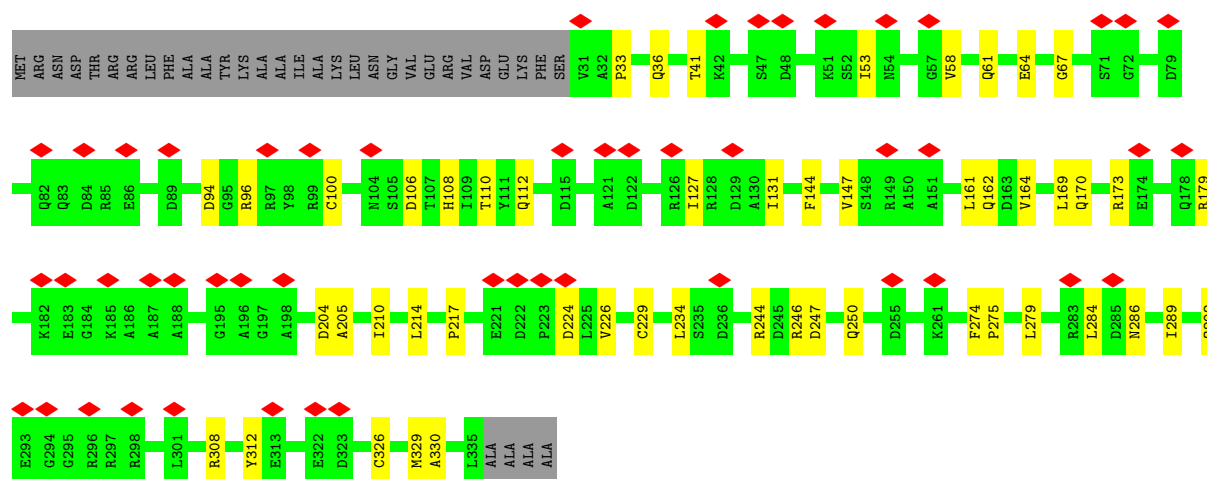 MET ARG ASN ASP THR ARG ARG LEU PHE ALA ALA TYR LYS ALA ALA ILE ALA LYS LEU ASN GLY VAL GLU ARG VAL ASP GLU LYS PHE SER V31 A32 P33 Q36 T41 K42 S47 D48 K51 S52 I53 N54 G57 V58 Q61 E64 G67 S71 G72 D79
Q82 Q83 D84 R85 E86 D89 D94 G95 R96 R97 Y98 R99 C100 N104 S105 D106 T107 H108 I109 T110 Y111 Q112 D115 A121 D122 R126 I127 R128 D129 A130 I131 F144 V147 S148 R149 A150 A151 L161 Q162 D163 V164 L169 Q170 R173 E174 Q178 R179
K182 E183 G184 K185 A186 A187 A188 G195 A196 G197 A198 D204 A205 I210 L214 P217 E221 D222 P223 D224 L225 V226 C229 L234 S235 D236 R244 D245 R246 D247 Q250 D255 K261 F274 P275 L279 R283 L284 D285 N286 I289
E293 G294 G295 R296 R297 R298 L301 R308 Y312 E313 E322 D323 C326 M329 A330 L335 ALA ALA ALA ALA